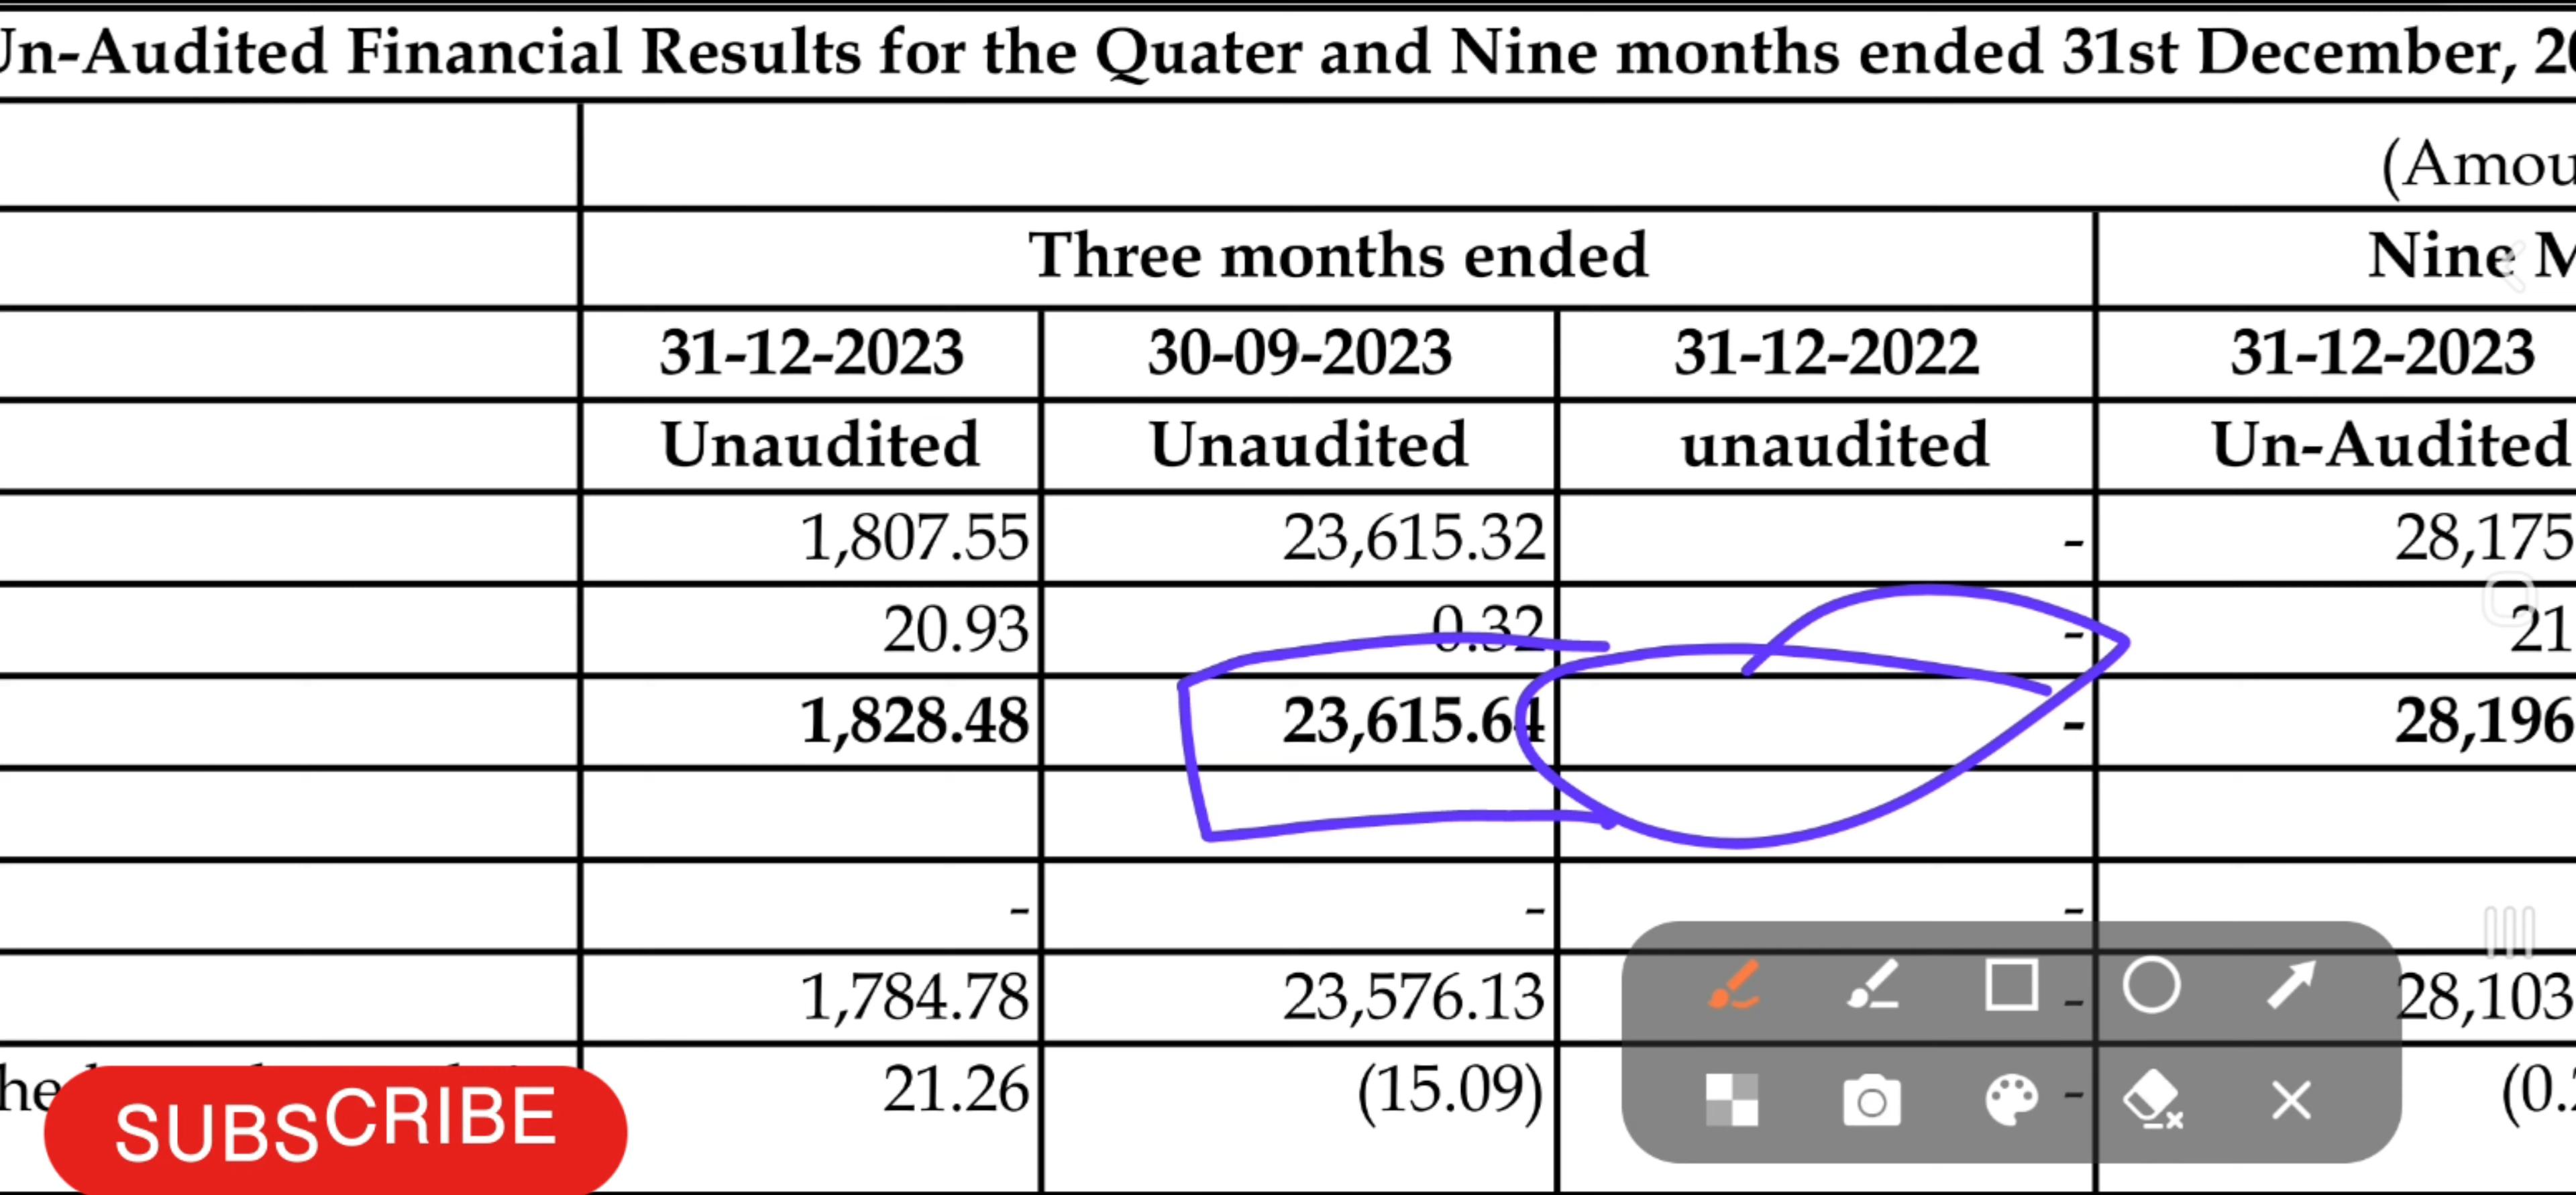 Un-Audited Financial Results for the Quater and Nine months ended 31st December,
(Amou
Three months ended
Nine M
31-12-2023 30-09-2023 31-12-2022 31-12-2023
Unaudited Unaudited unaudited Un-Audited
1,807.55 23,615.32 - 28,175
20.93 0.32 - 21
1,828.48 23,615.64 - 28,196
- - -
1,784.78 23,576.13 - 28,103
21.26 (15.09) -
SUBSCRIBE